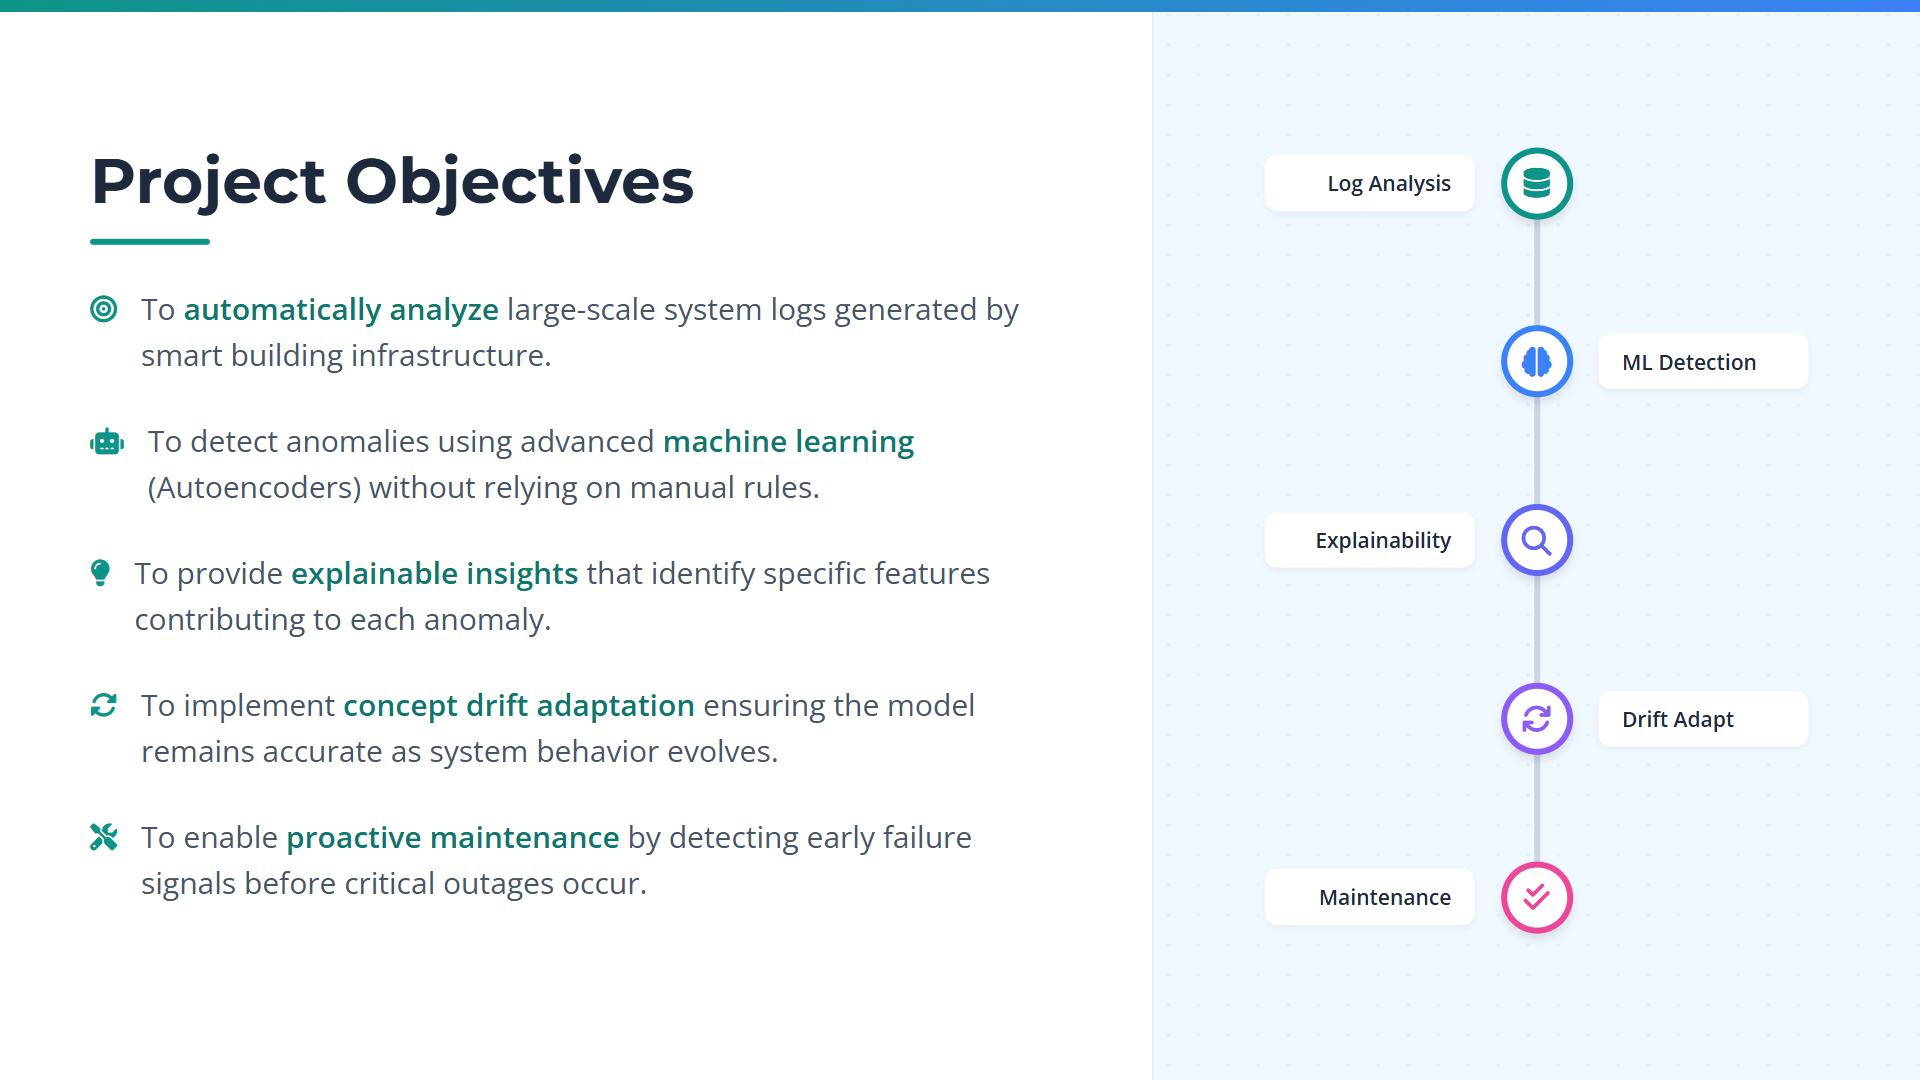 Project Objectives
To automatically analyze large-scale system logs generated by
smart building infrastructure.
To detect anomalies using advanced machine learning
(Autoencoders) without relying on manual rules.
To provide explainable insights that identify specific features
contributing to each anomaly.
To implement concept drift adaptation ensuring the model
remains accurate as system behavior evolves.
To enable proactive maintenance by detecting early failure
signals before critical outages occur.
Log Analysis
ML Detection
Explainability
Drift Adapt
Maintenance